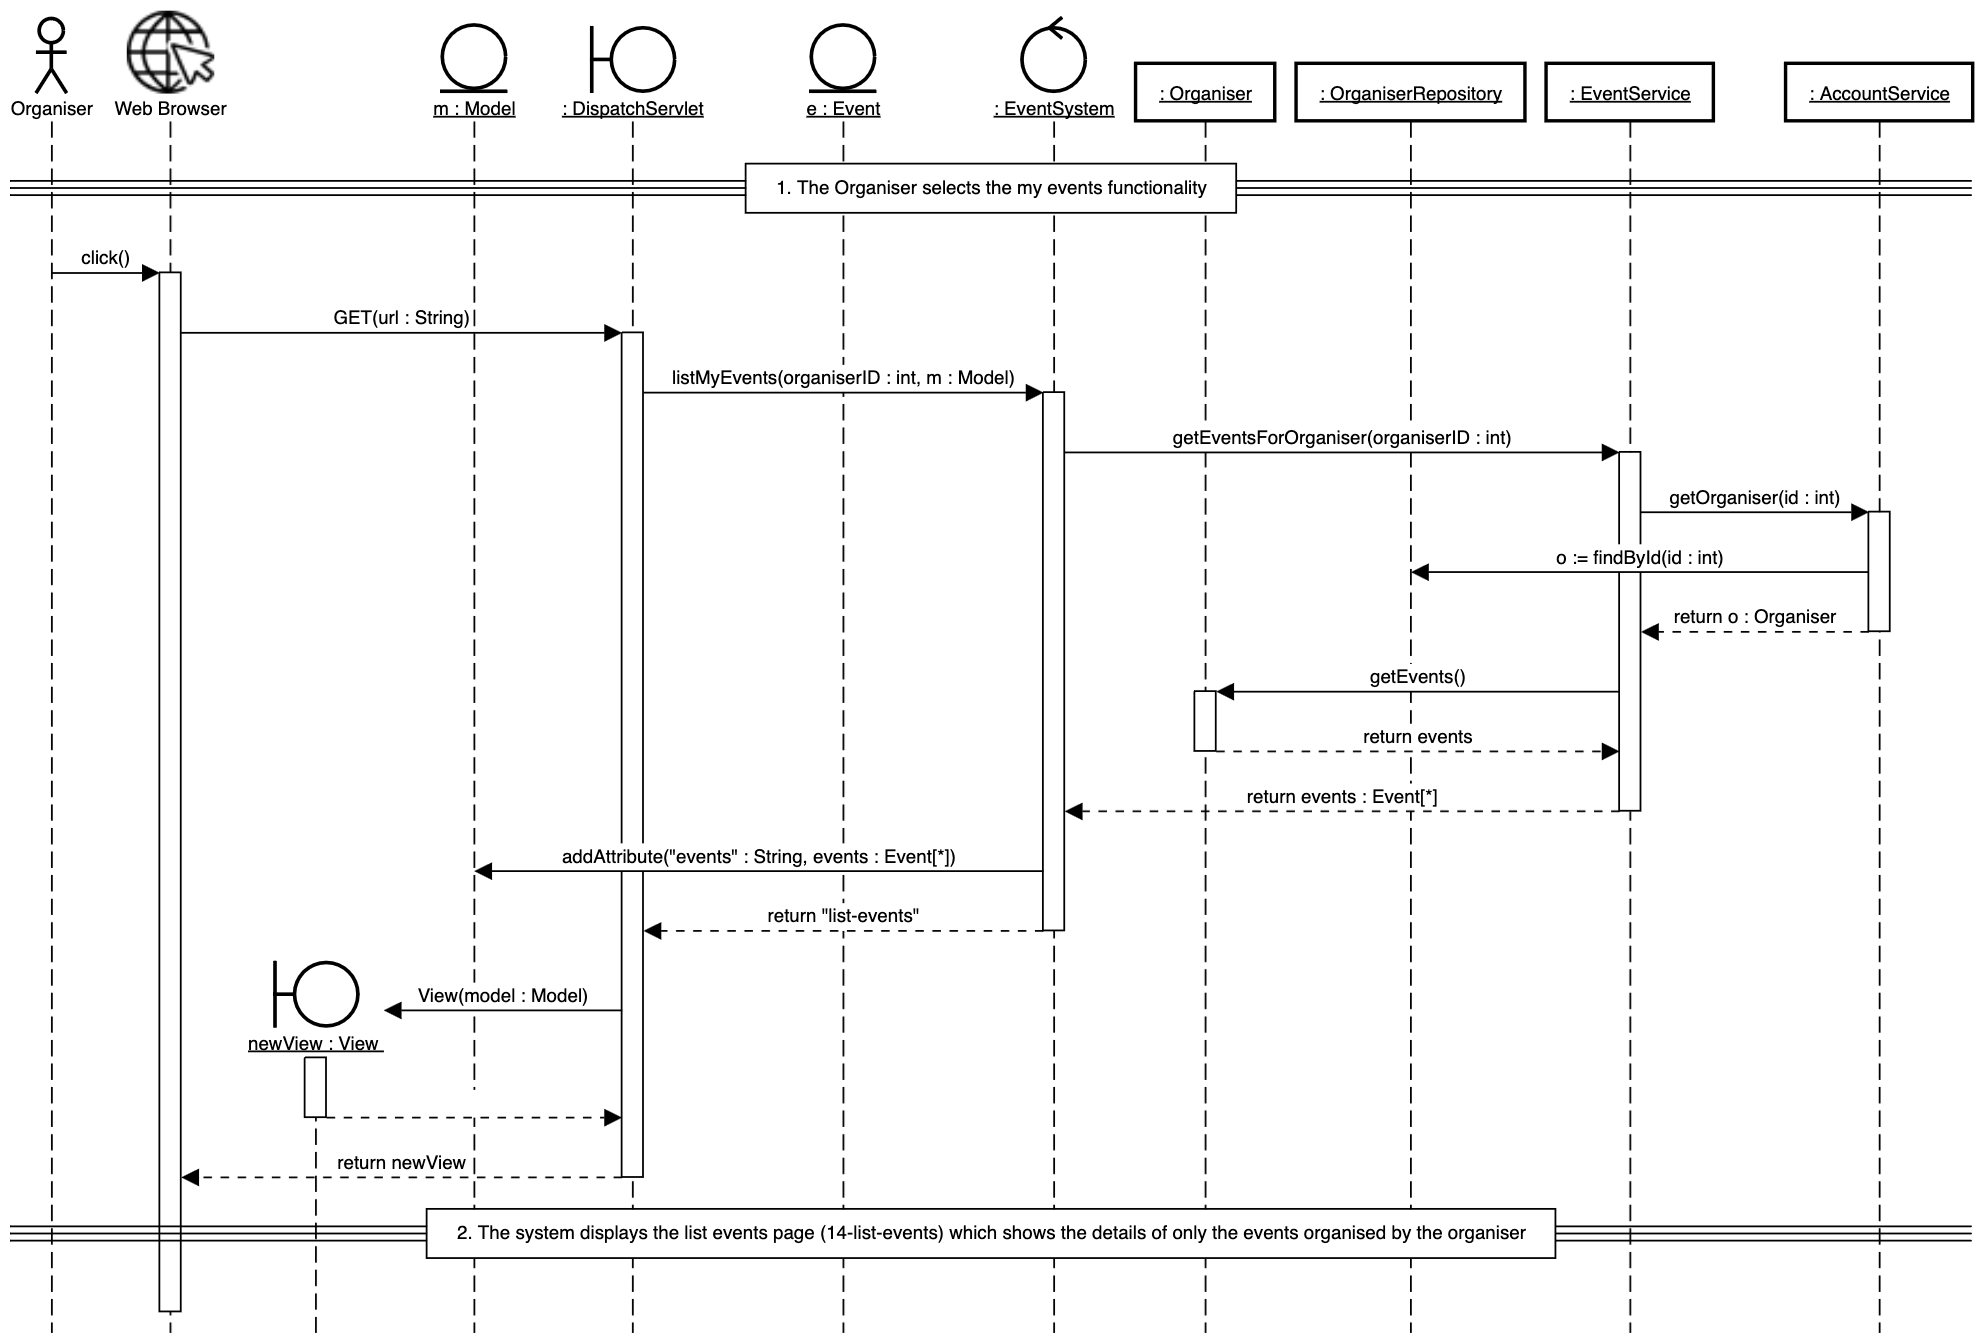 Organiser
Web Browser
m : Model
: DispatchServlet
e : Event
: EventSystem
: Organiser
: OrganiserRepository
: EventService
: AccountService
1. The Organiser selects the my events functionality
click()
GET(url : String)
listMyEvents(organiserID : int, m : Model)
getEventsForOrganiser(organiserID : int)
getOrganiser(id : int)
o := findById(id : int)
return o : Organiser
getEvents()
return events
return events : Event[*]
addAttribute("events" : String, events : Event[*])
return "list-events"
View(model : Model)
newView : View
return newView
2. The system displays the list events page (14-list-events) which shows the details of only the events organised by the organiser